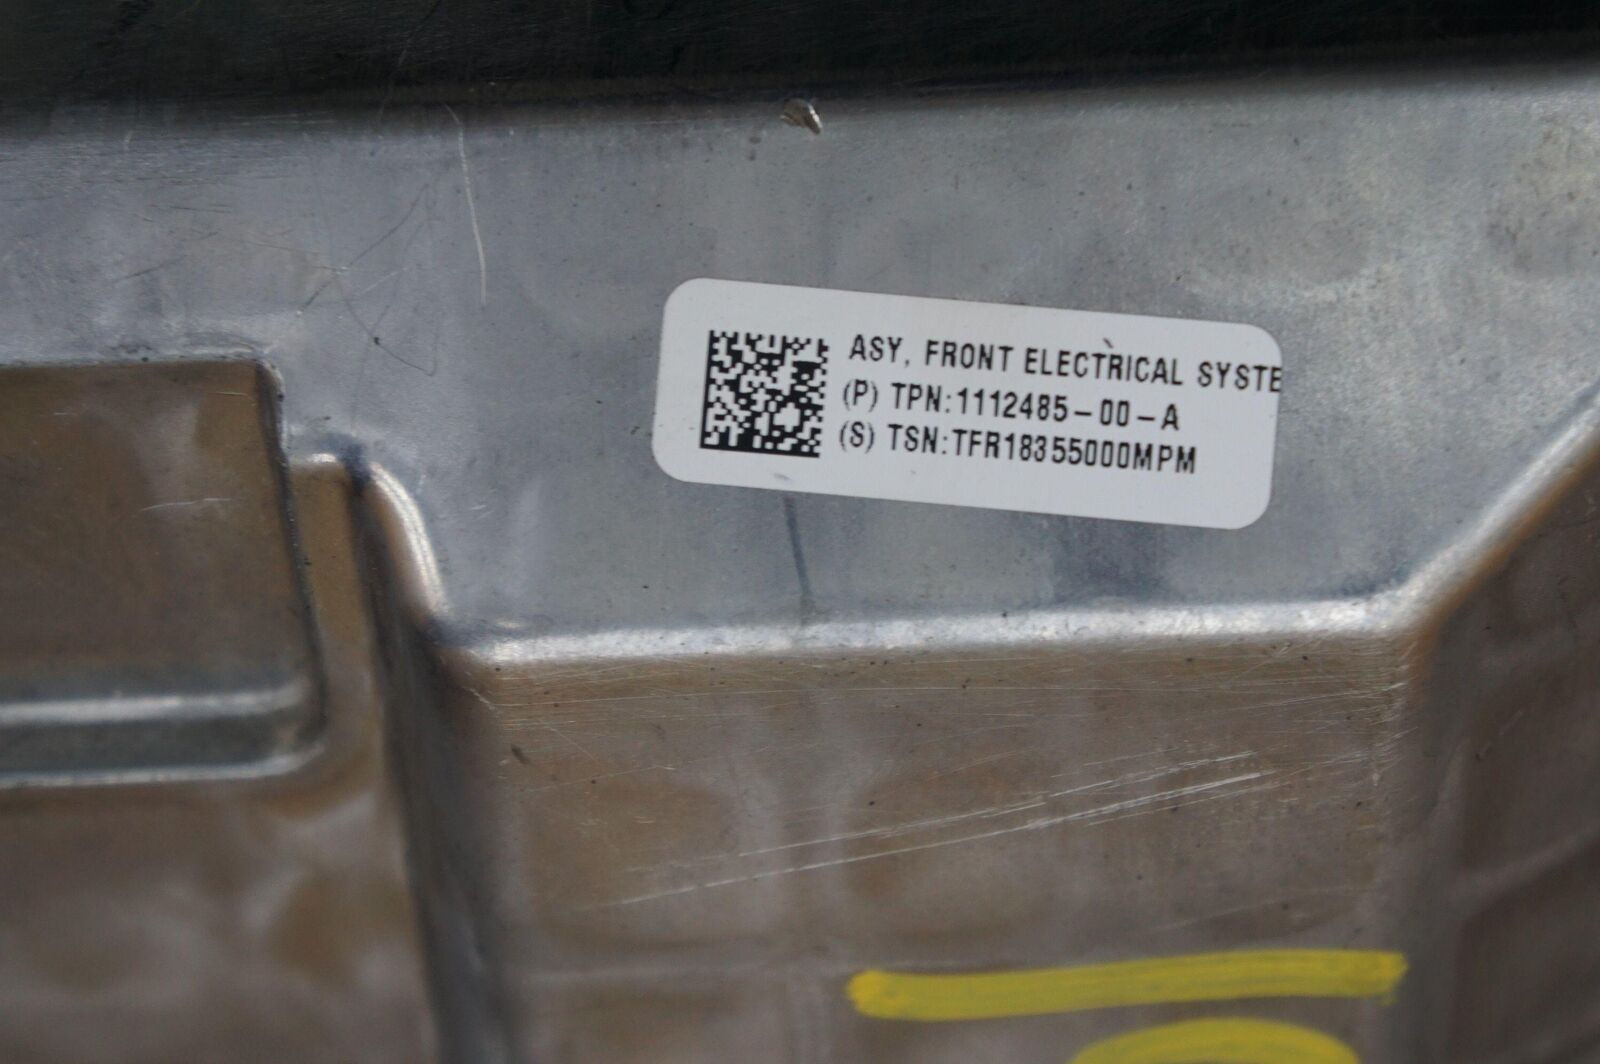 ASY, FRONT ELECTRICAL SYSTE
(P) TPN:1112485-00-A
(S) TSN:TFR18355000MPM